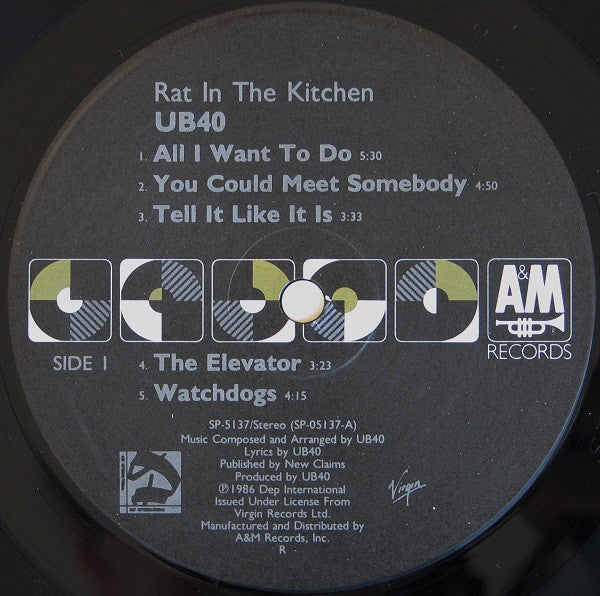 Rat In The Kitchen
UB40
1. All I Want To Do 5:30
2. You Could Meet Somebody 4:50
3. Tell It Like It Is 3:33
A&M
RECORDS
SIDE 1
4. The Elevator 3:23
5. Watchdogs 4:15
SP-5137/Stereo (SP-05137-A)
Music Composed and Arranged by UB40
Lyrics by UB40
Published by New Claims
Produced by UB40
℗1986 Dep International
Issued Under License From
Virgin Records Ltd.
Manufactured and Distributed by
A&M Records, Inc.
R
DEP INTERNATIONAL
Virgin